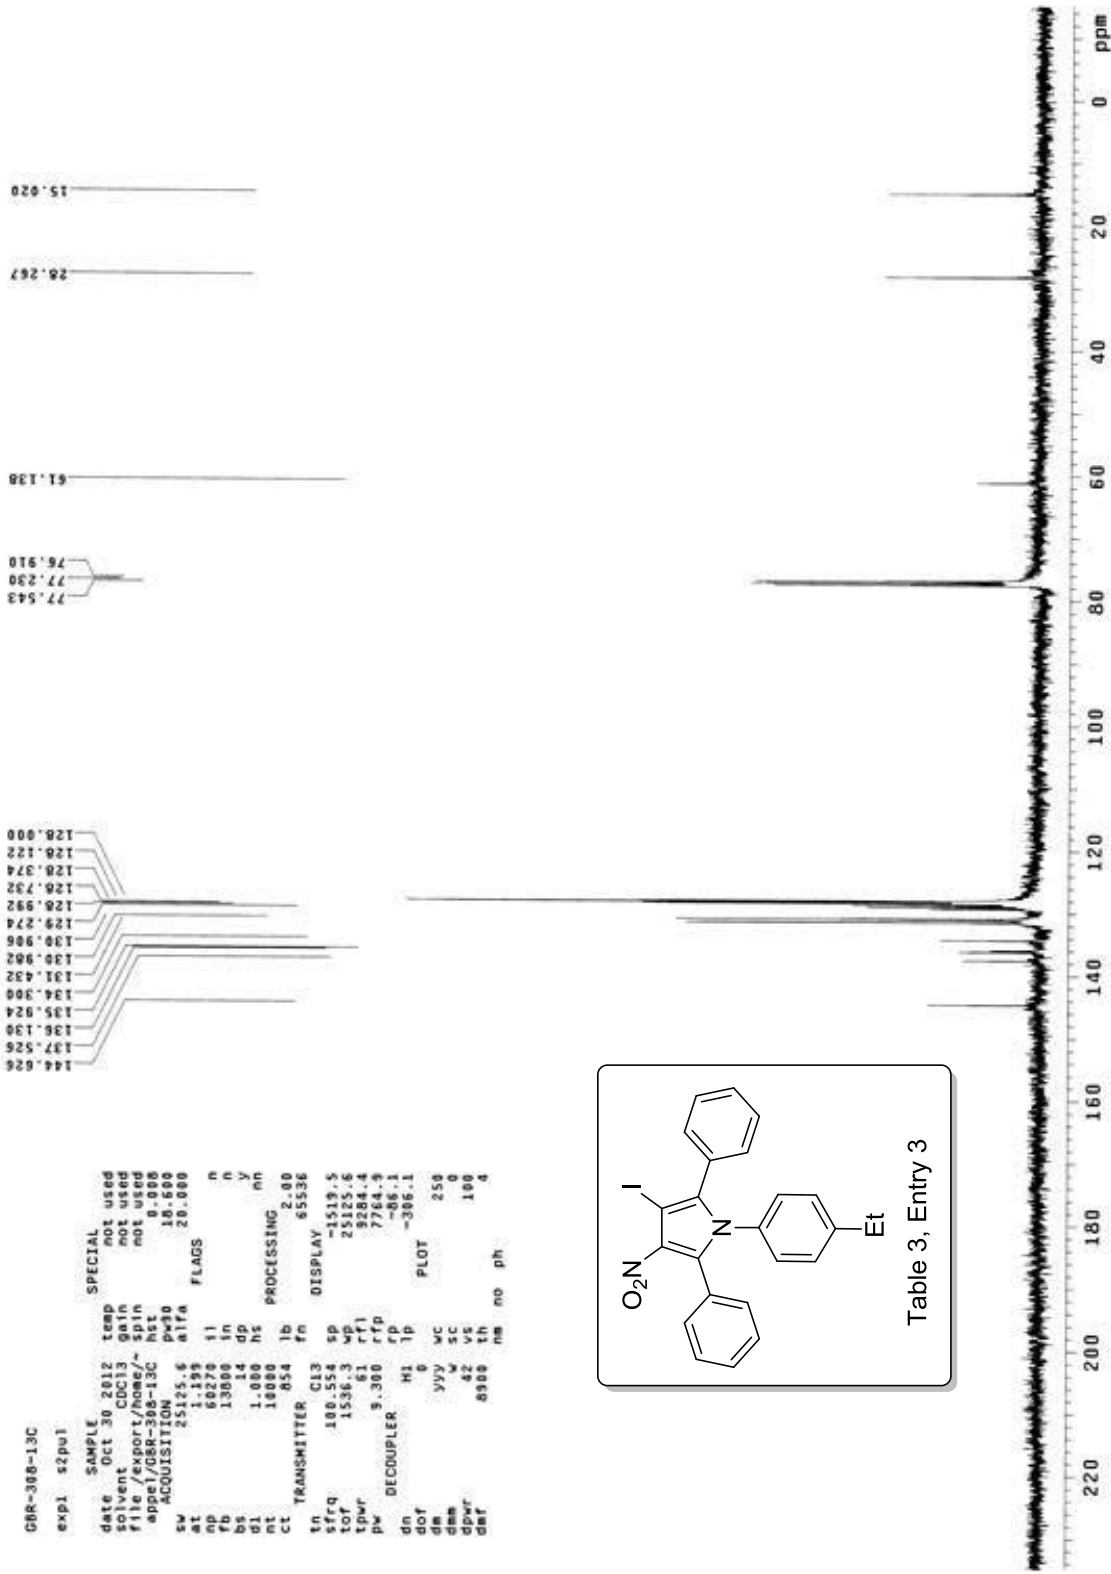 GBR-308-13C
exp1 s2pul
SAMPLE
date Oct 30 2012
solvent CDCl3
file /export/home/~
appel/GBR-308-13C
ACQUISITION
sw 25125.6
at 1.199
np 60270
fb 13800
bs 14
d1 1.000
nt 10000
ct 854
TRANSMITTER
tn C13
sfrq 100.554
tof 1536.3
tpwr 61
pw 9.300
DECOUPLER
dn H1
dof 0
dm yyy
dmm w
dpwr 42
dmf 8900
SPECIAL
temp not used
gain not used
spin not used
hst 0.008
pw90 18.600
alfa 20.000
FLAGS
il n
in n
dp y
hs nn
PROCESSING
lb 2.00
fn 65536
DISPLAY
sp -1519.5
wp 25125.6
rfl 9284.4
rfp 7764.9
rp -86.1
lp -306.1
PLOT
wc 250
sc 0
vs 100
th 4
nm no ph
144.626
137.526
136.130
135.924
134.300
131.432
130.982
130.906
129.274
128.992
128.732
128.374
128.122
128.000
77.543
77.230
76.910
61.138
28.267
15.020
O2N
I
N
Et
Table 3, Entry 3
220 200 180 160 140 120 100 80 60 40 20 0 ppm